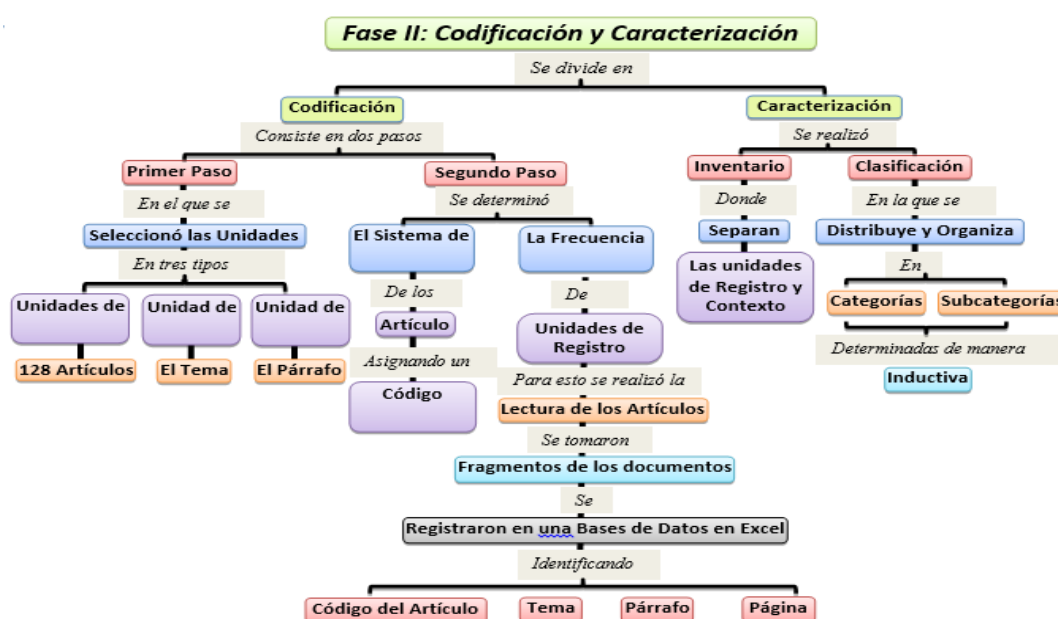 Fase II: Codificación y Caracterización
Se divide en
Codificación
Caracterización
Consiste en dos pasos
Se realizó
Primer Paso
Segundo Paso
Inventario
Clasificación
En el que se
Se determinó
Donde
En la que se
Seleccionó las Unidades
El Sistema de
La Frecuencia
Separan
Distribuye y Organiza
En tres tipos
De los
De
Las unidades
de Registro y
Contexto
En
Unidades de
Unidad de
Unidad de
Artículo
Unidades de
Registro
Categorías
Subcategorías
128 Artículos
El Tema
El Párrafo
Asignando un
Determinadas de manera
Código
Para esto se realizó la
Inductiva
Lectura de los Artículos
Se tomaron
Fragmentos de los documentos
Se
Registraron en una Bases de Datos en Excel
Identificando
Código del Artículo
Tema
Párrafo
Página